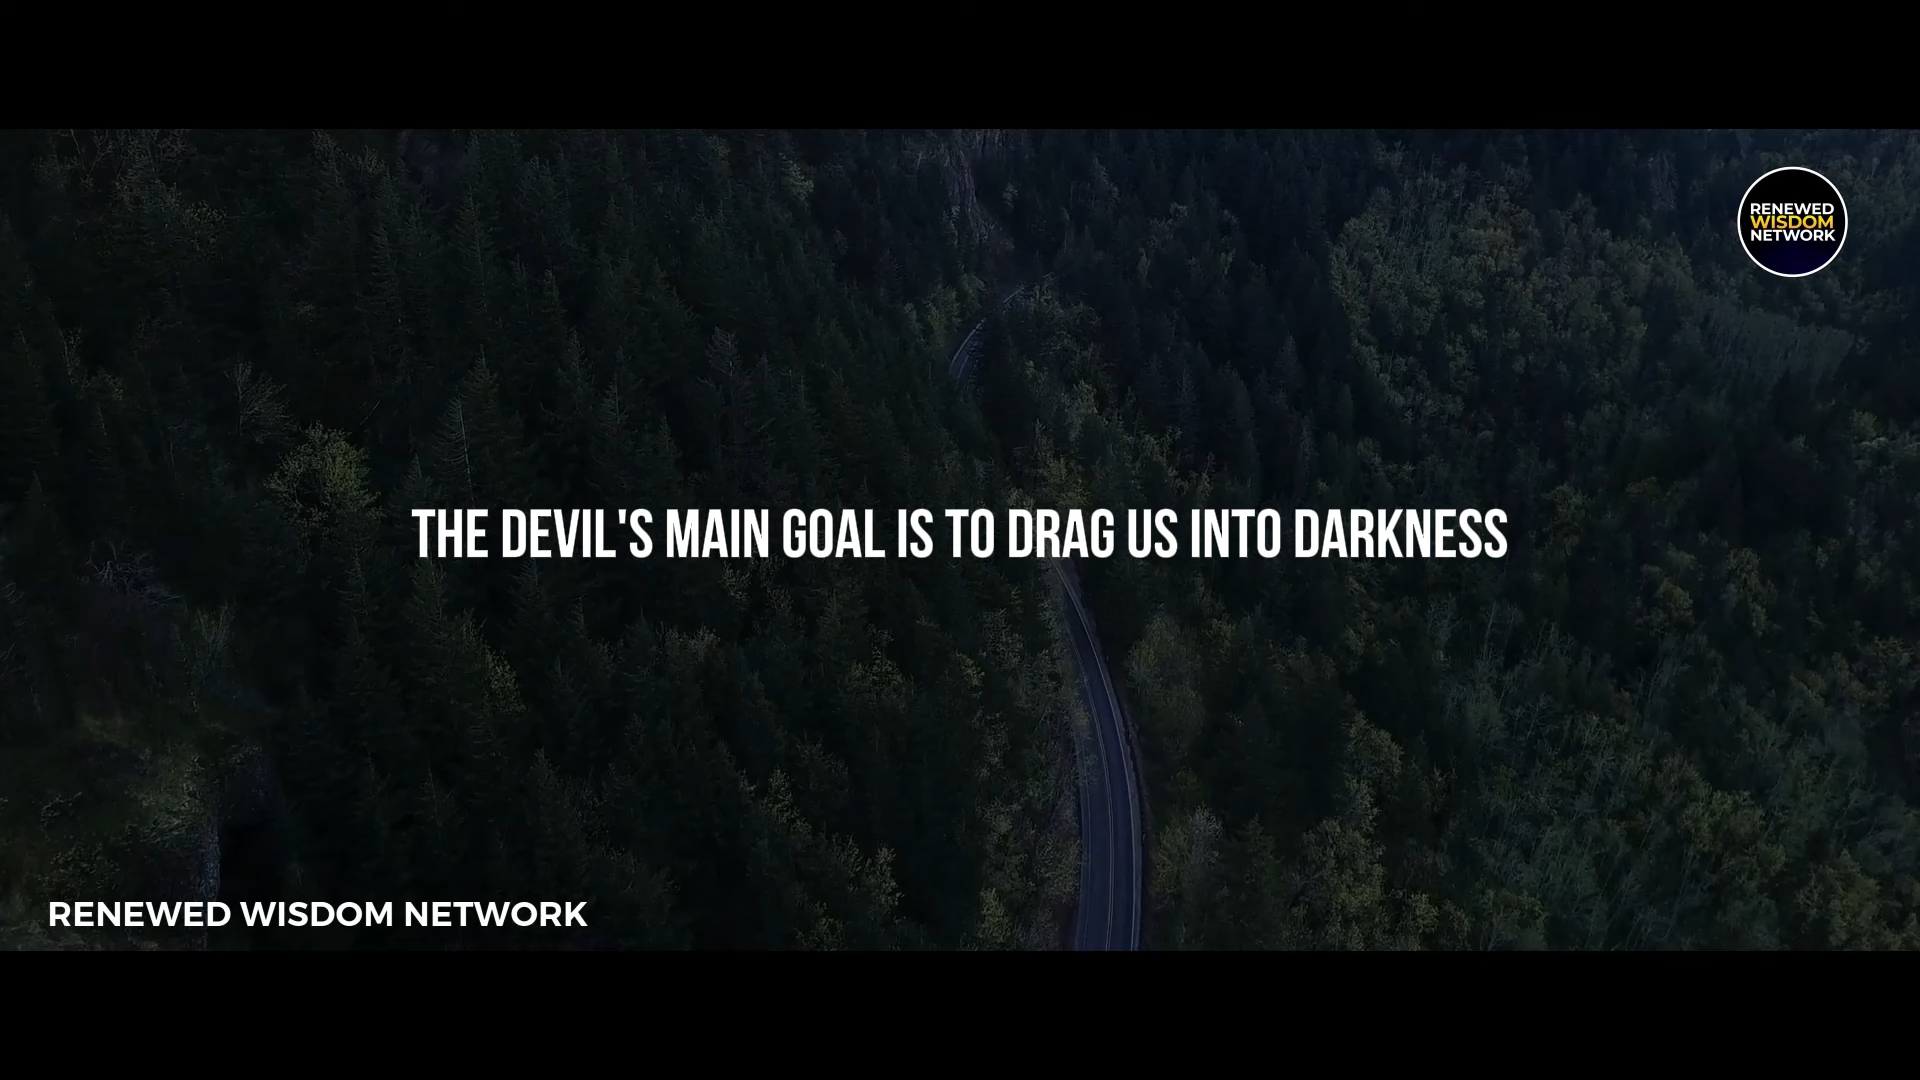 RENEWED
WISDOM
NETWORK
THE DEVIL'S MAIN GOAL IS TO DRAG US INTO DARKNESS
RENEWED WISDOM NETWORK